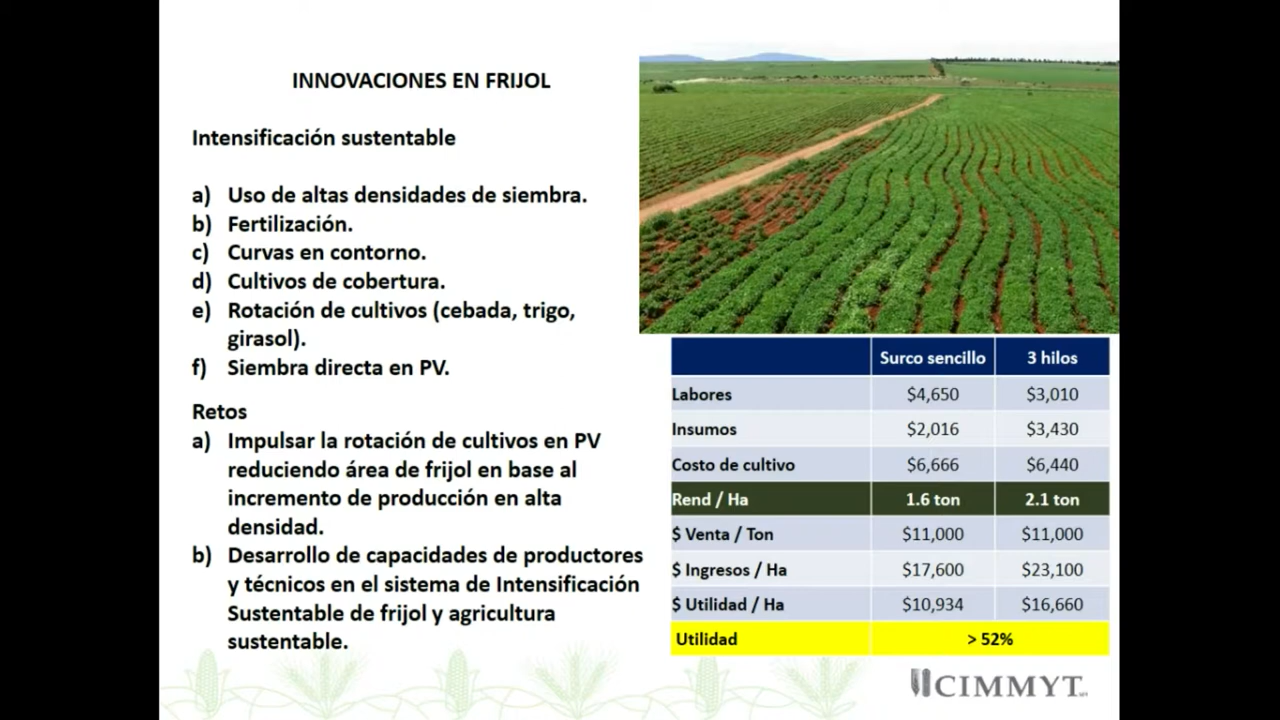 INNOVACIONES EN FRIJOL
Intensificación sustentable
a) Uso de altas densidades de siembra.
b) Fertilización.
c) Curvas en contorno.
d) Cultivos de cobertura.
e) Rotación de cultivos (cebada, trigo,
girasol).
f) Siembra directa en PV.
Retos
a) Impulsar la rotación de cultivos en PV
reduciendo área de frijol en base al
incremento de producción en alta
densidad.
b) Desarrollo de capacidades de productores
y técnicos en el sistema de Intensificación
Sustentable de frijol y agricultura
sustentable.
Surco sencillo 3 hilos
Labores $4,650 $3,010
Insumos $2,016 $3,430
Costo de cultivo $6,666 $6,440
Rend / Ha 1.6 ton 2.1 ton
$ Venta / Ton $11,000 $11,000
$ Ingresos / Ha $17,600 $23,100
$ Utilidad / Ha $10,934 $16,660
Utilidad > 52%
CIMMYT